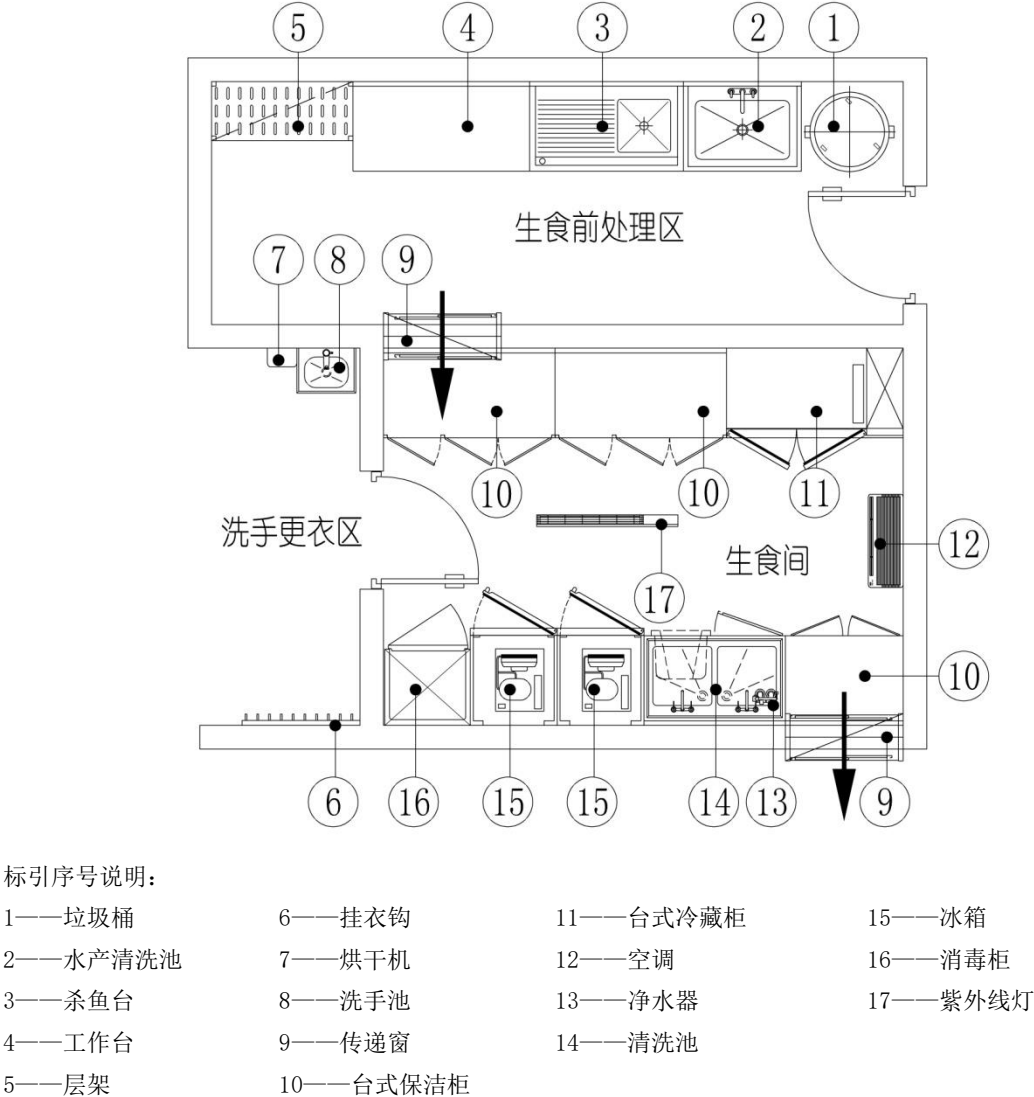 5 4 3 2 1
生食前处理区
7 8 9
10 10 11
洗手更衣区
生食间
12
17
10
6 16 15 15 14 13 9
标引序号说明：
1——垃圾桶 6——挂衣钩 11——台式冷藏柜 15——冰箱
2——水产清洗池 7——烘干机 12——空调 16——消毒柜
3——杀鱼台 8——洗手池 13——净水器 17——紫外线灯
4——工作台 9——传递窗 14——清洗池
5——层架 10——台式保洁柜